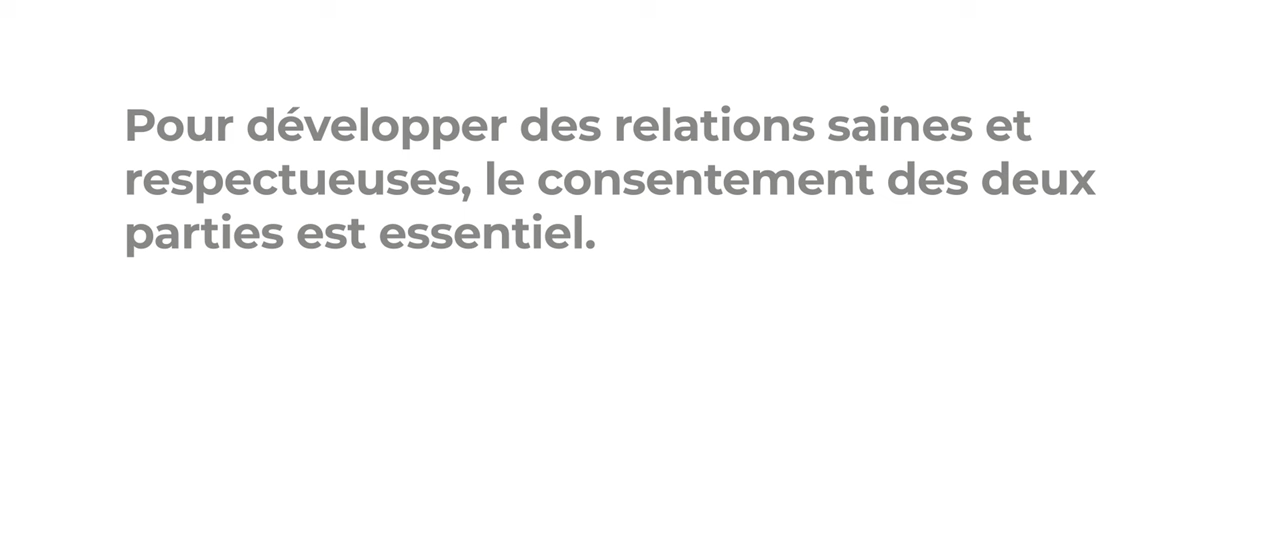 Pour développer des relations saines et
respectueuses, le consentement des deux
parties est essentiel.